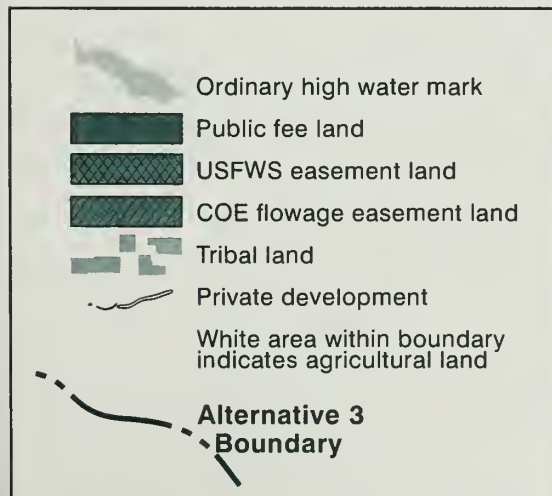 Ordinary high water mark
Public fee land
USFWS easement land
COE flowage easement land
Tribal land
Private development
White area within boundary
indicates agricultural land
Alternative 3
Boundary